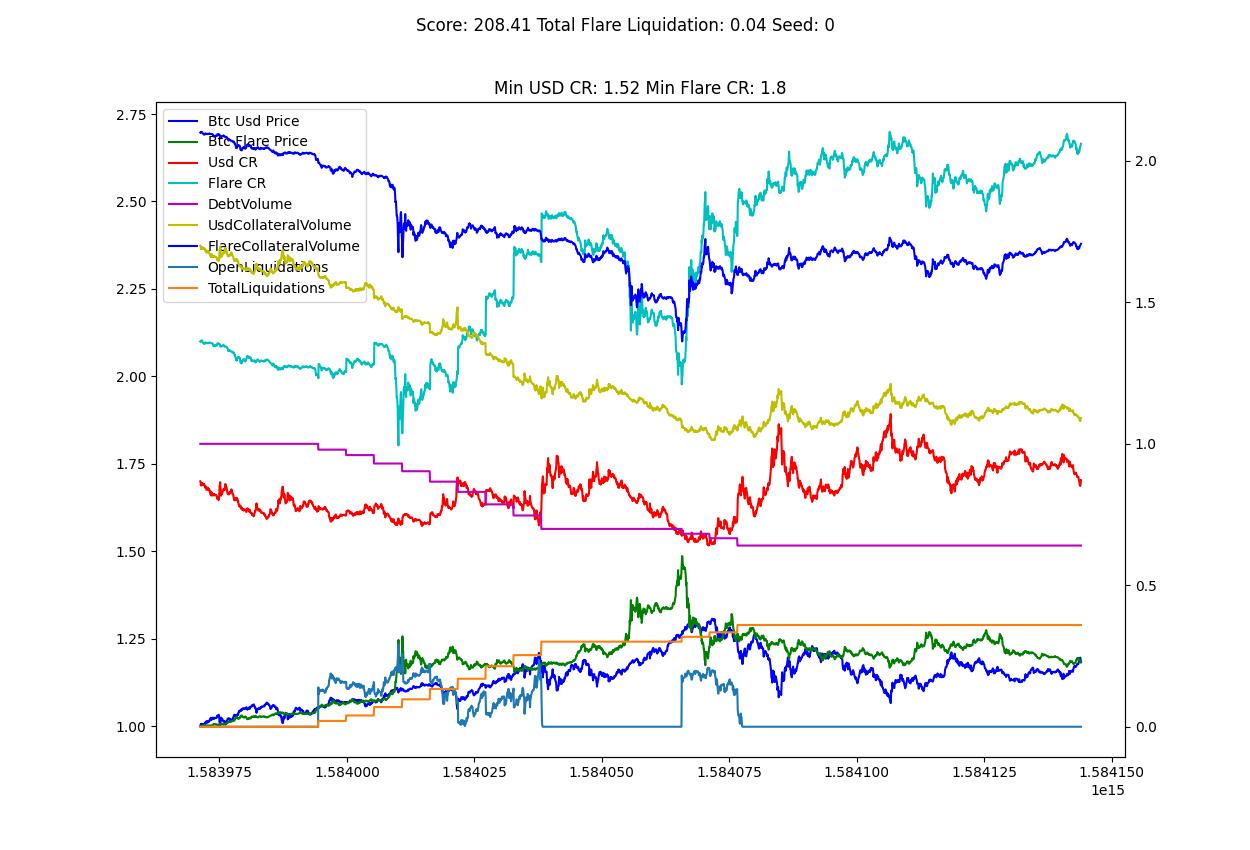 Score: 208.41 Total Flare Liquidation: 0.04 Seed: 0
Min USD CR: 1.52 Min Flare CR: 1.8
Btc Usd Price
Btc Flare Price
Usd CR
Flare CR
DebtVolume
UsdCollateralVolume
FlareCollateralVolume
OpenLiquidations
TotalLiquidations
2.75
2.50
2.25
2.00
1.75
1.50
1.25
1.00
2.0
1.5
1.0
0.5
0.0
1.583975 1.584000 1.584025 1.584050 1.584075 1.584100 1.584125 1.584150
1e15